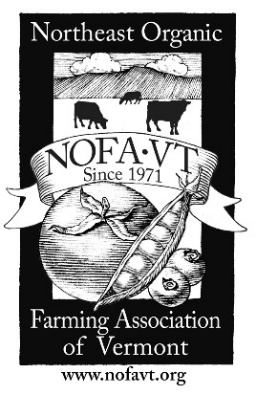 Northeast Organic
NOFA•VT
Since 1971
Farming Association
of Vermont
www.nofavt.org